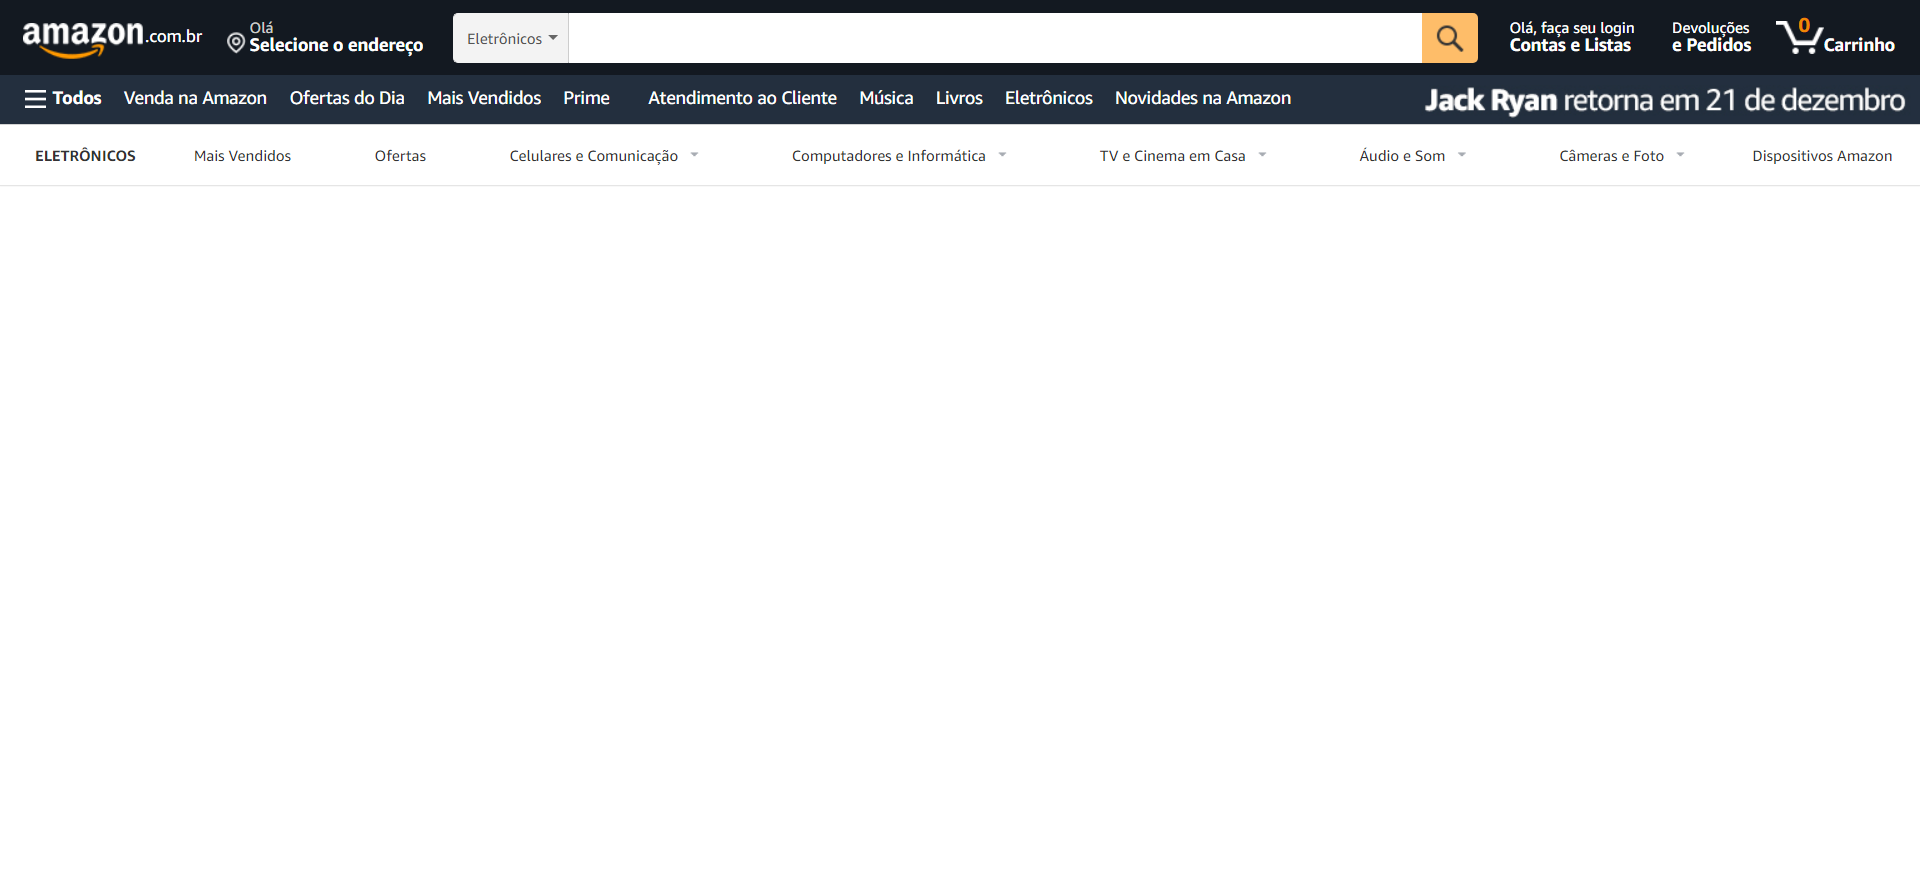 amazon.com.br
Olá
Selecione o endereço
Eletrônicos
Olá, faça seu login
Contas e Listas
Devoluções
e Pedidos
0
Carrinho
Todos Venda na Amazon Ofertas do Dia Mais Vendidos Prime Atendimento ao Cliente Música Livros Eletrônicos Novidades na Amazon Jack Ryan retorna em 21 de dezembro
ELETRÔNICOS Mais Vendidos Ofertas Celulares e Comunicação Computadores e Informática TV e Cinema em Casa Áudio e Som Câmeras e Foto Dispositivos Amazon